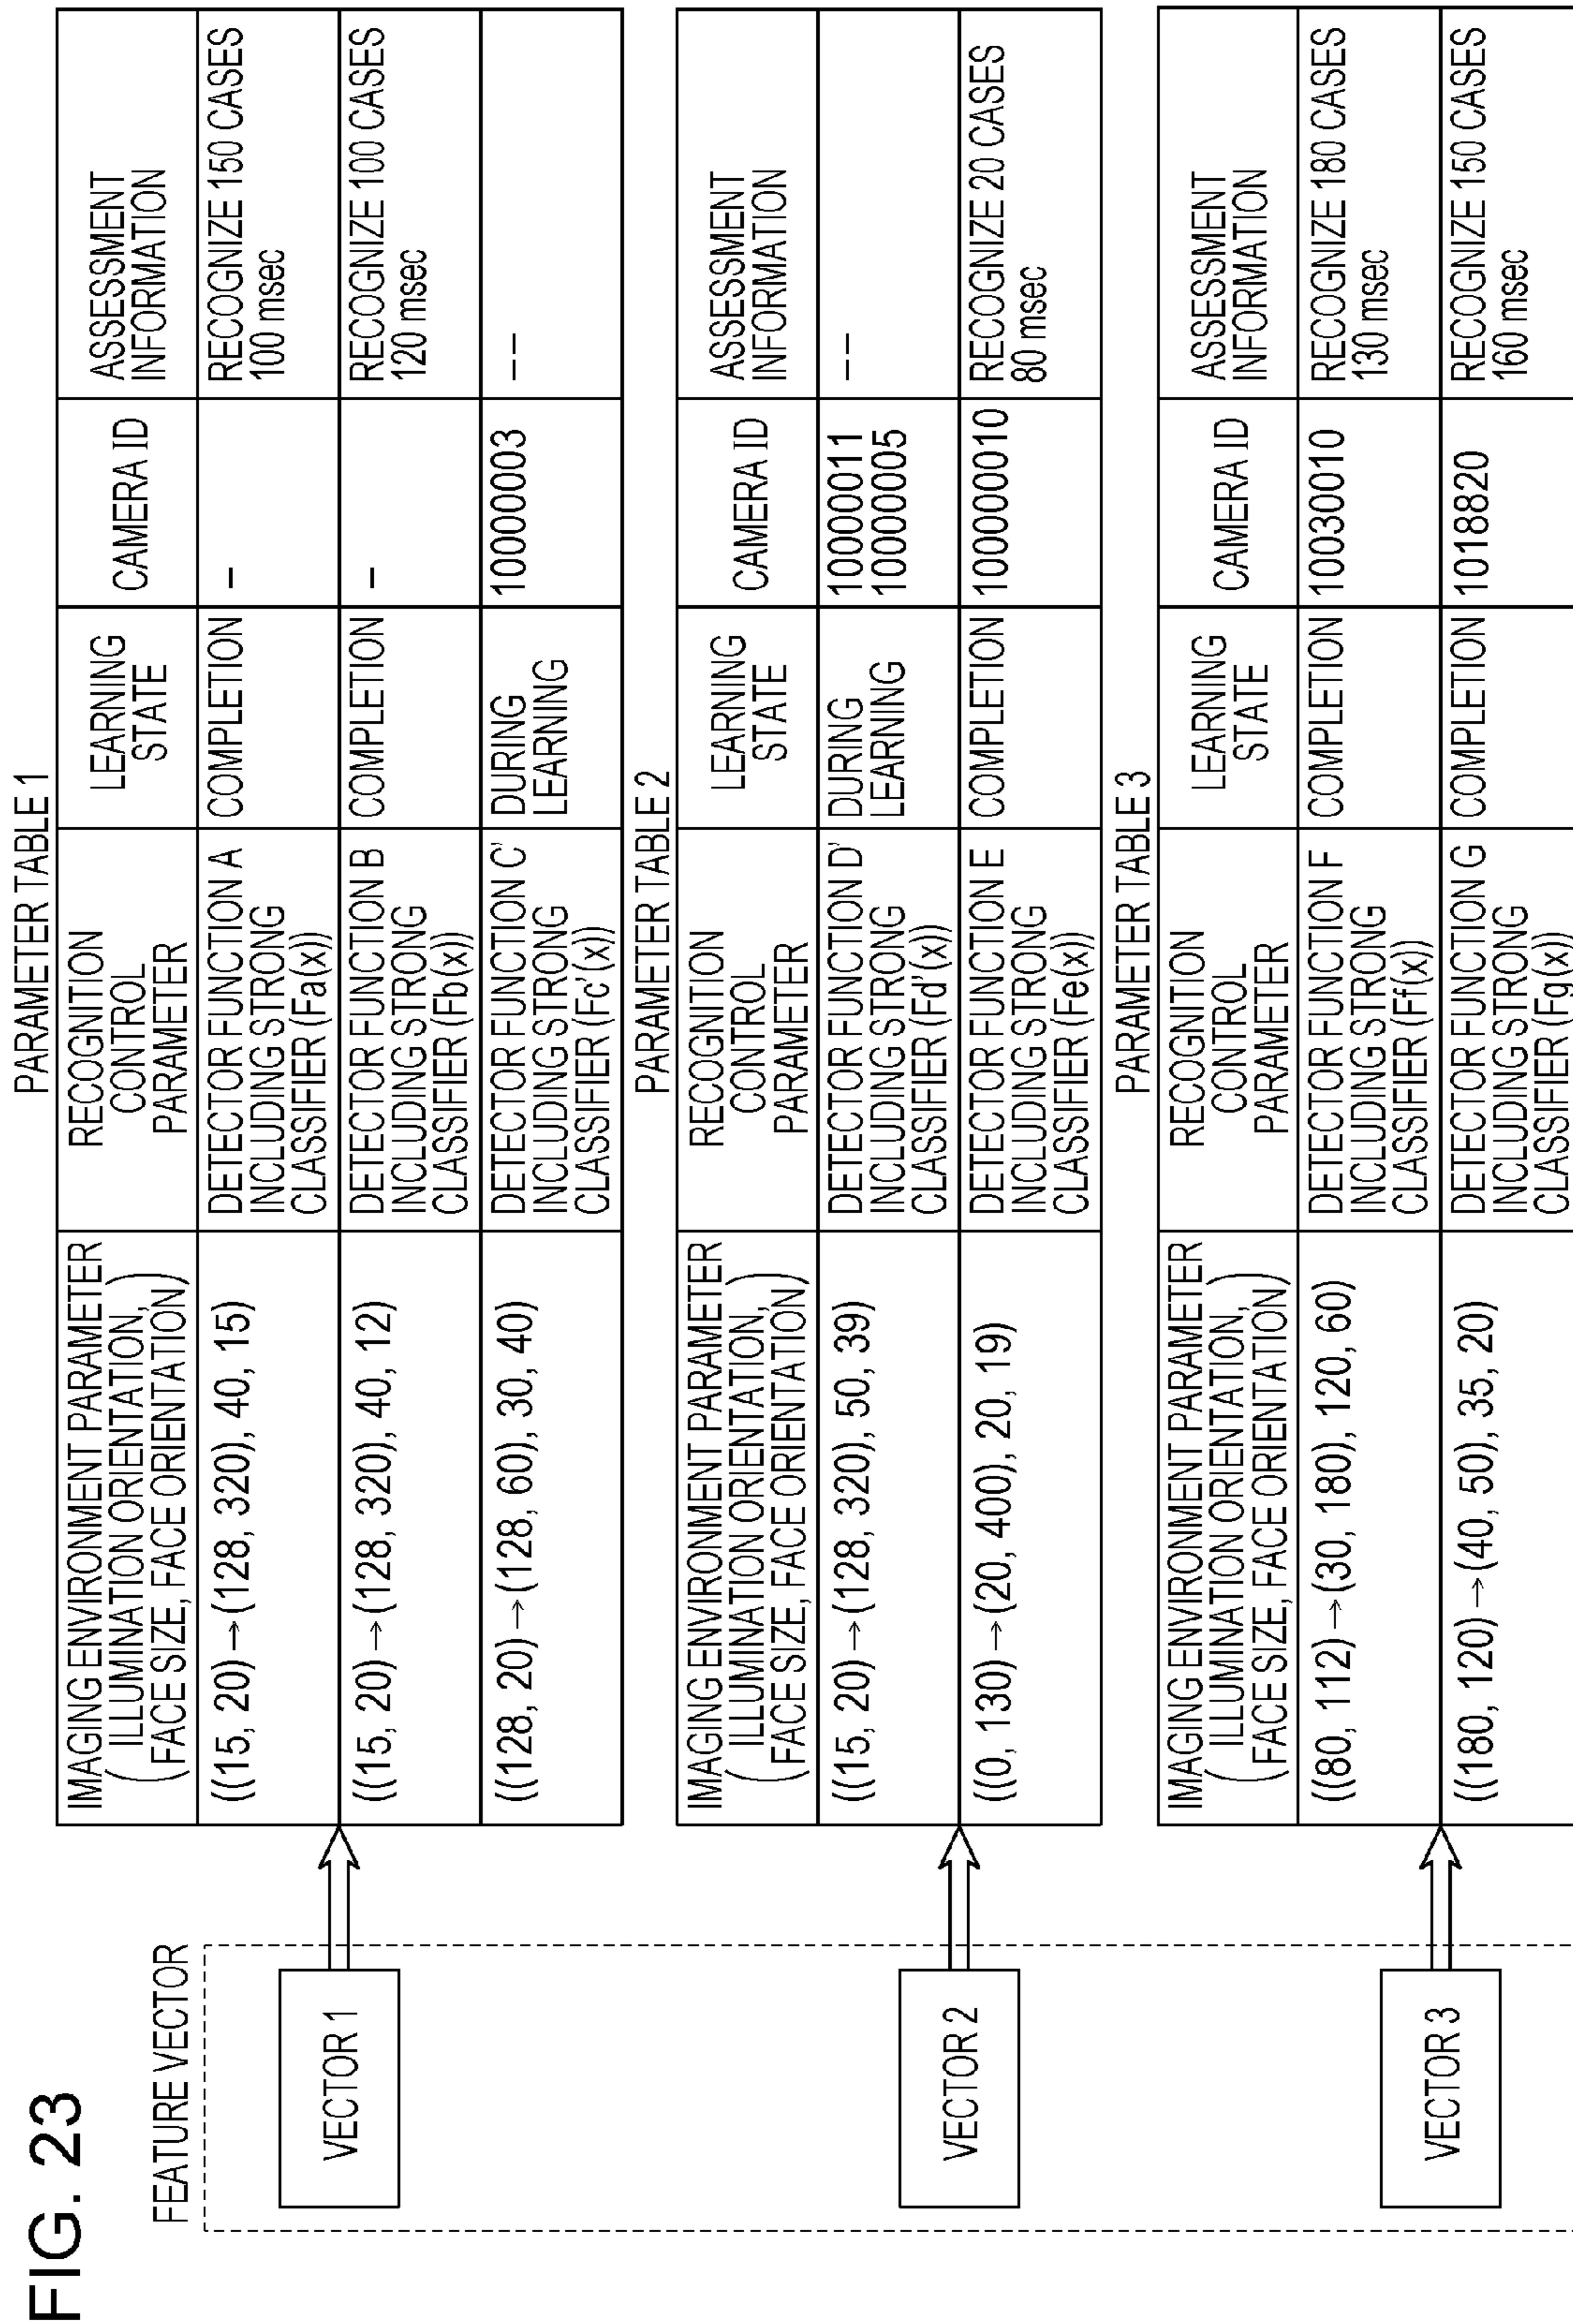 FIG. 23
FEATURE VECTOR
VECTOR 1
VECTOR 2
VECTOR 3
PARAMETER TABLE 1
IMAGING ENVIRONMENT PARAMETER
(ILLUMINATION ORIENTATION,
FACE SIZE, FACE ORIENTATION)
RECOGNITION
CONTROL
PARAMETER
LEARNING
STATE
CAMERA ID
ASSESSMENT
INFORMATION
((15, 20)→(128, 320), 40, 15)
DETECTOR FUNCTION A
INCLUDING STRONG
CLASSIFIER (Fa(x))
COMPLETION
–
RECOGNIZE 150 CASES
100 msec
((15, 20)→(128, 320), 40, 12)
DETECTOR FUNCTION B
INCLUDING STRONG
CLASSIFIER (Fb(x))
COMPLETION
–
RECOGNIZE 100 CASES
120 msec
((128, 20)→(128, 60), 30, 40)
DETECTOR FUNCTION C'
INCLUDING STRONG
CLASSIFIER (Fc'(x))
DURING
LEARNING
10000003
––
PARAMETER TABLE 2
IMAGING ENVIRONMENT PARAMETER
(ILLUMINATION ORIENTATION,
FACE SIZE, FACE ORIENTATION)
RECOGNITION
CONTROL
PARAMETER
LEARNING
STATE
CAMERA ID
ASSESSMENT
INFORMATION
((15, 20)→(128, 320), 50, 39)
DETECTOR FUNCTION D'
INCLUDING STRONG
CLASSIFIER (Fd'(x))
DURING
LEARNING
10000011
10000005
––
((0, 130)→(20, 400), 20, 19)
DETECTOR FUNCTION E
INCLUDING STRONG
CLASSIFIER (Fe(x))
COMPLETION
100000010
RECOGNIZE 20 CASES
80 msec
PARAMETER TABLE 3
IMAGING ENVIRONMENT PARAMETER
(ILLUMINATION ORIENTATION,
FACE SIZE, FACE ORIENTATION)
RECOGNITION
CONTROL
PARAMETER
LEARNING
STATE
CAMERA ID
ASSESSMENT
INFORMATION
((80, 112)→(30, 180), 120, 60)
DETECTOR FUNCTION F
INCLUDING STRONG
CLASSIFIER (Ff(x))
COMPLETION
10030010
RECOGNIZE 180 CASES
130 msec
((180, 120)→(40, 50), 35, 20)
DETECTOR FUNCTION G
INCLUDING STRONG
CLASSIFIER (Fg(x))
COMPLETION
1018820
RECOGNIZE 150 CASES
160 msec